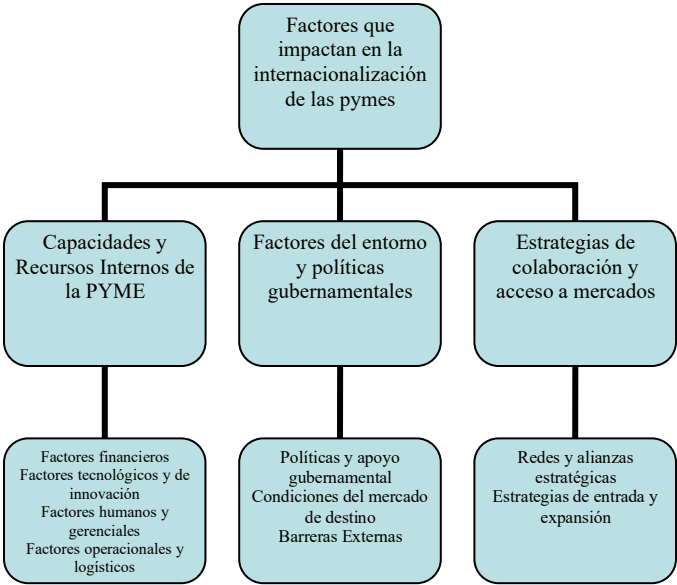 Factores que
impactan en la
internacionalización
de las pymes
Capacidades y
Recursos Internos de
la PYME
Factores del entorno
y políticas
gubernamentales
Estrategias de
colaboración y
acceso a mercados
Factores financieros
Factores tecnológicos y de
innovación
Factores humanos y
gerenciales
Factores operacionales y
logísticos
Políticas y apoyo
gubernamental
Condiciones del mercado
de destino
Barreras Externas
Redes y alianzas
estratégicas
Estrategias de entrada y
expansión